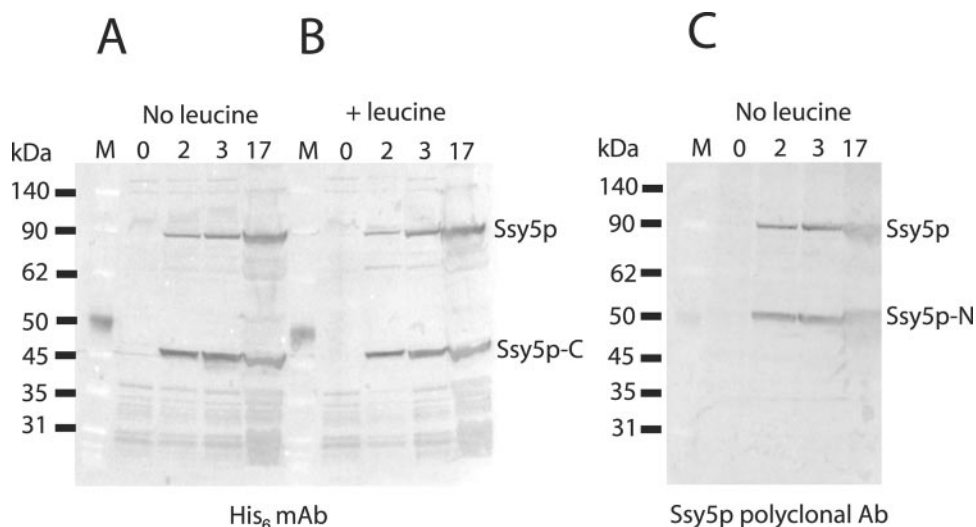 A
B
C
No leucine
+ leucine
No leucine
kDa M 0 2 3 17 M 0 2 3 17
kDa M 0 2 3 17
140
90
62
50
45
35
31
Ssy5p
Ssy5p-C
140
90
62
50
45
35
31
Ssy5p
Ssy5p-N
His₆ mAb
Ssy5p polyclonal Ab